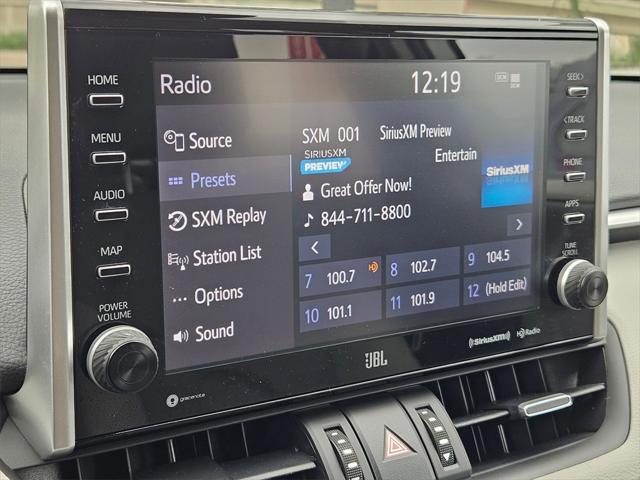 HOME
MENU
AUDIO
MAP
POWER
VOLUME
Radio
12:19
Source
Presets
SXM Replay
Station List
Options
Sound
SXM 001 SiriusXM Preview
SIRIUSXM
PREVIEW
Entertain
Great Offer Now!
844-711-8800
SiriusXM
<
>
7 100.7
8 102.7
9 104.5
10 101.1
11 101.9
12 (Hold Edit)
SEEK>
<TRACK
PHONE
APPS
TUNE
SCROLL
gracenote
JBL
((SiriusXM))
HD Radio